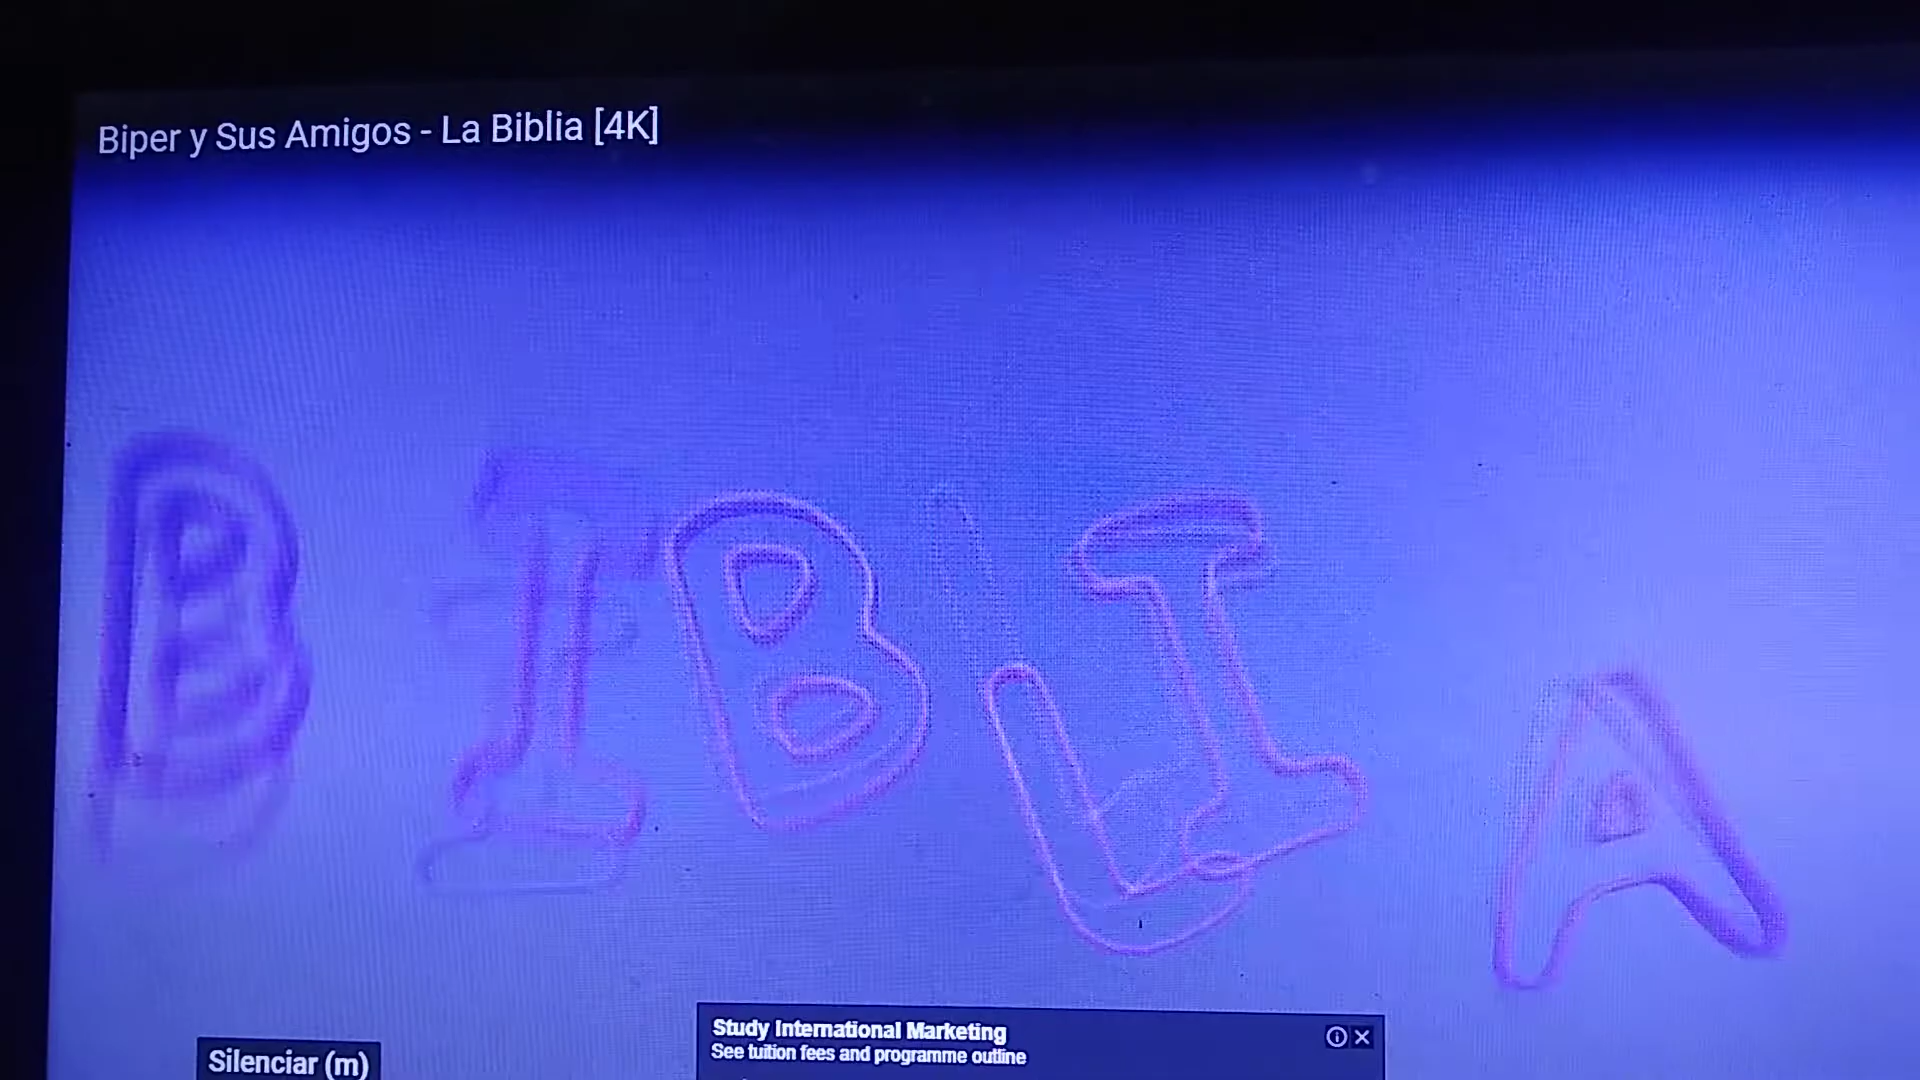 Biper y Sus Amigos - La Biblia [4K]
BIBLIA
Study International Marketing
See tuition fees and programme outline
Silenciar (m)